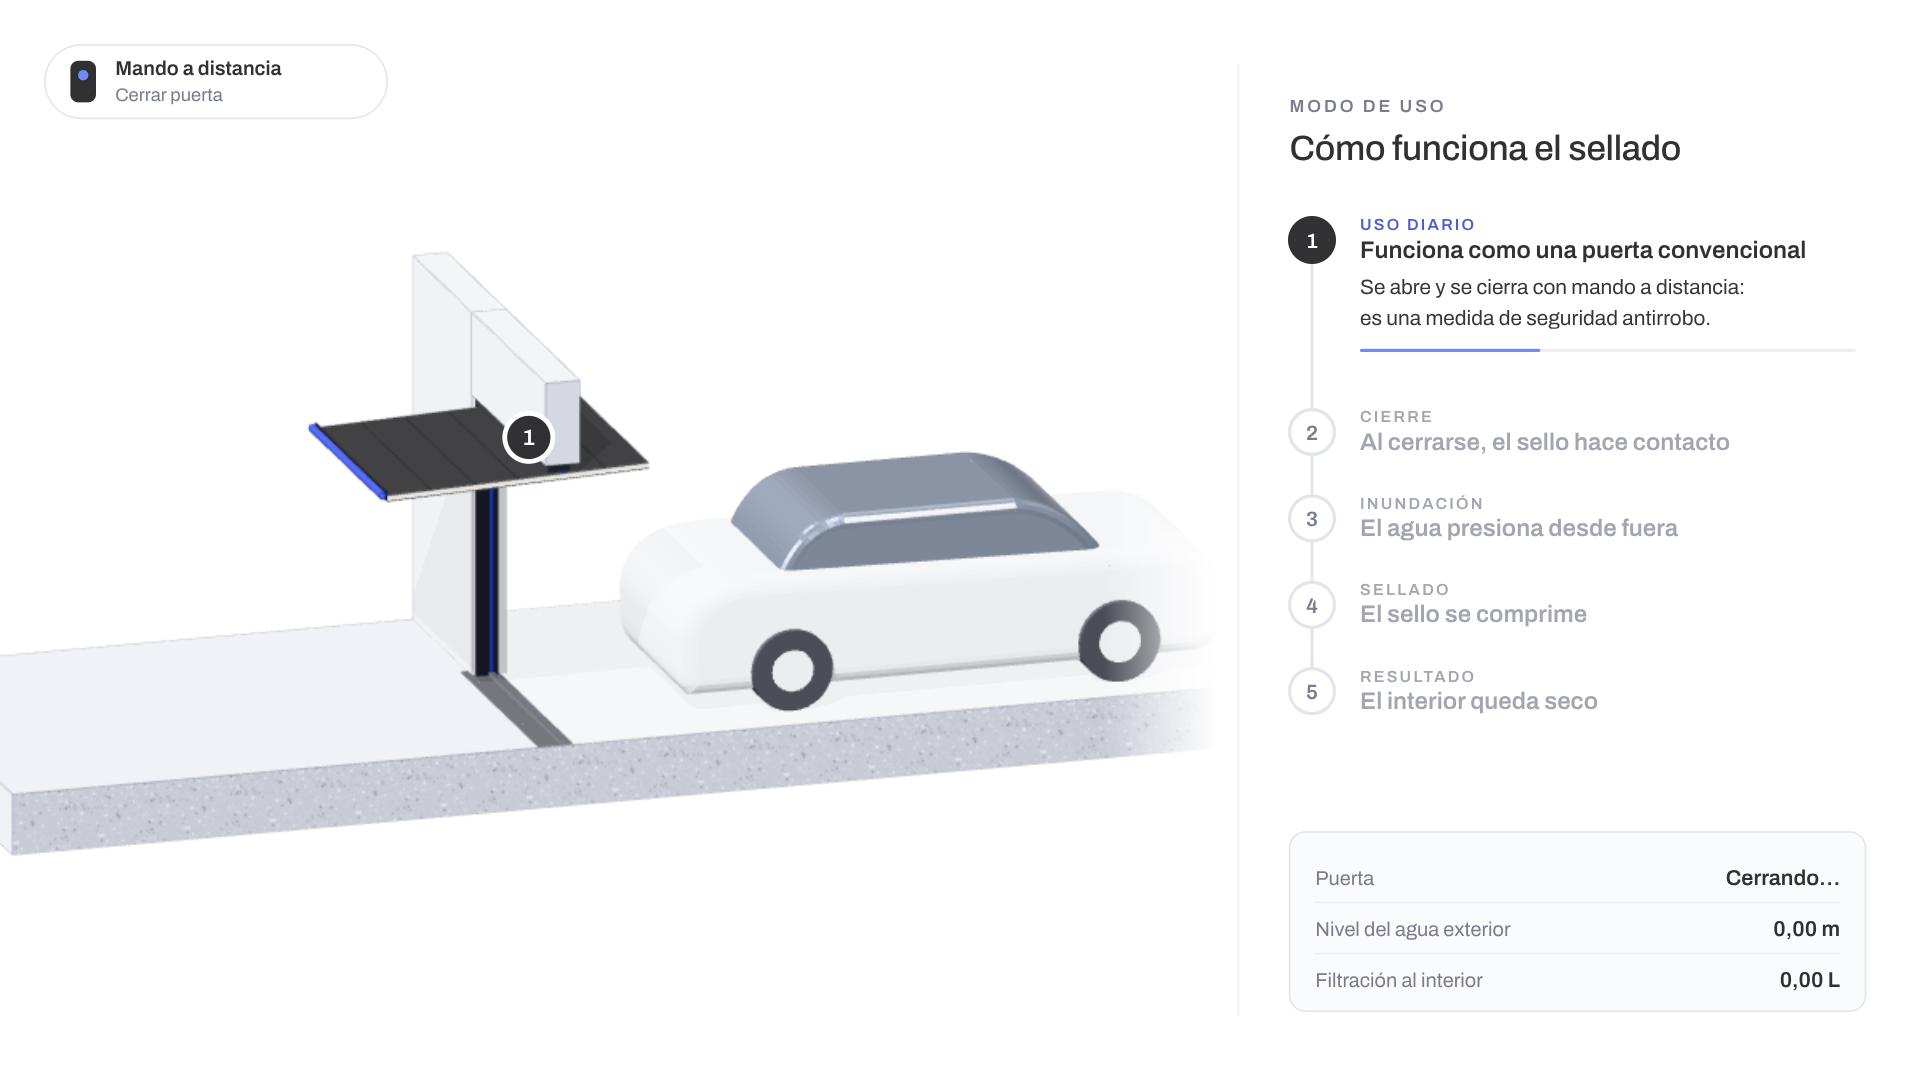 Mando a distancia
Cerrar puerta
1
MODO DE USO
Cómo funciona el sellado
1
USO DIARIO
Funciona como una puerta convencional
Se abre y se cierra con mando a distancia:
es una medida de seguridad antirrobo.
2
CIERRE
Al cerrarse, el sello hace contacto
3
INUNDACIÓN
El agua presiona desde fuera
4
SELLADO
El sello se comprime
5
RESULTADO
El interior queda seco
Puerta Cerrando...
Nivel del agua exterior 0,00 m
Filtración al interior 0,00 L